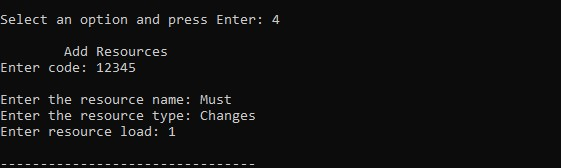 Select an option and press Enter: 4
Add Resources
Enter code: 12345
Enter the resource name: Must
Enter the resource type: Changes
Enter resource load: 1
--------------------------------